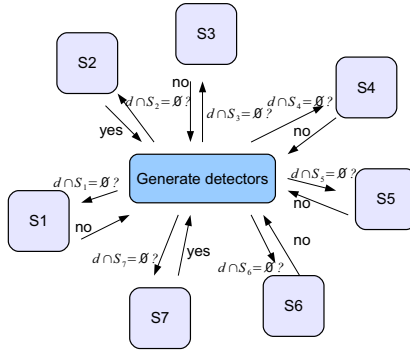 S3
S2
S4
no
d∩S₂=∅?
d∩S₃=∅?
d∩S₄=∅?
yes
no
Generate detectors
d∩S₁=∅?
d∩S₅=∅?
S1
no
no
S5
d∩S₇=∅?
yes
d∩S₆=∅?
no
S7
S6